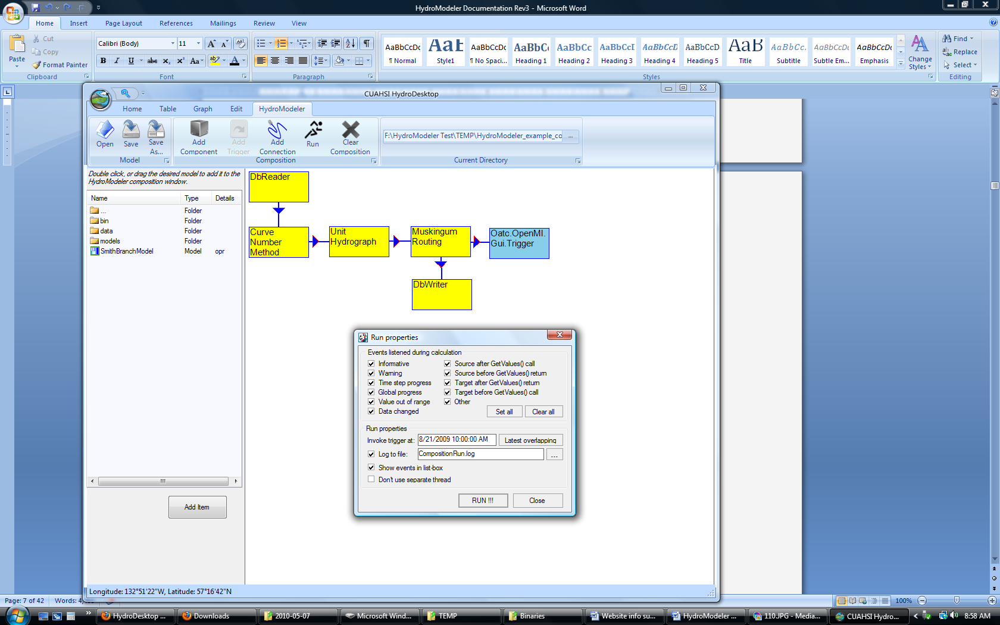 HydroModeler Documentation Rev3 - Microsoft Word
Home Insert Page Layout References Mailings Review View
Paste
Cut
Copy
Format Painter
Clipboard
Calibri (Body) 11
B I U abc x₂ x² Aa
Font
Paragraph
AaBbCcDc AaBbCcDc AaBbCc AaBbCc AaBbCcI AaBbCcD AaBbCcDc AaB AaBbCc. AaBbCcDc AaBbCcDc
¶ Normal Style1 ¶ No Spaci... Heading 1 Heading 2 Heading 3 Heading 4 Heading 5 Title Subtitle Subtle Em... Emphasis
Change
Styles
Styles
Find
Replace
Select
Editing
CUAHSI HydroDesktop
Home Table Graph Edit HydroModeler
Open Save Save
As...
Model
Add
Component
Add
Trigger
Add
Connection
Run
Clear
Composition
Composition
F:\HydroModeler Test\TEMP\HydroModeler_example_co ...
Current Directory
Double click, or drag the desired model to add it to the
HydroModeler composition window.
Name Type Details
... Folder
bin Folder
data Folder
models Folder
SmithBranchModel Model opr
Add Item
DbReader
Curve
Number
Method
Unit
Hydrograph
Muskingum
Routing
Oatc.OpenMI.
Gui.Trigger
DbWriter
Run properties
Events listened during calculation
Informative Source after GetValues() call
Warning Source before GetValues() return
Time step progress Target after GetValues() return
Global progress Target before GetValues() call
Value out of range Other
Data changed Set all Clear all
Run properties
Invoke trigger at: 8/21/2009 10:00:00 AM Latest overlapping
Log to file: CompositionRun.log ...
Show events in list-box
Don't use separate thread
RUN !!! Close
Longitude: 132°51'22"W, Latitude: 57°16'42"N
Page: 7 of 42 Words: 100%
HydroDesktop ... Downloads 2010-05-07 Microsoft Wind... TEMP Binaries Website info su... HydroModeler ... 110.JPG - Media... CUAHSI Hydro... 8:58 AM